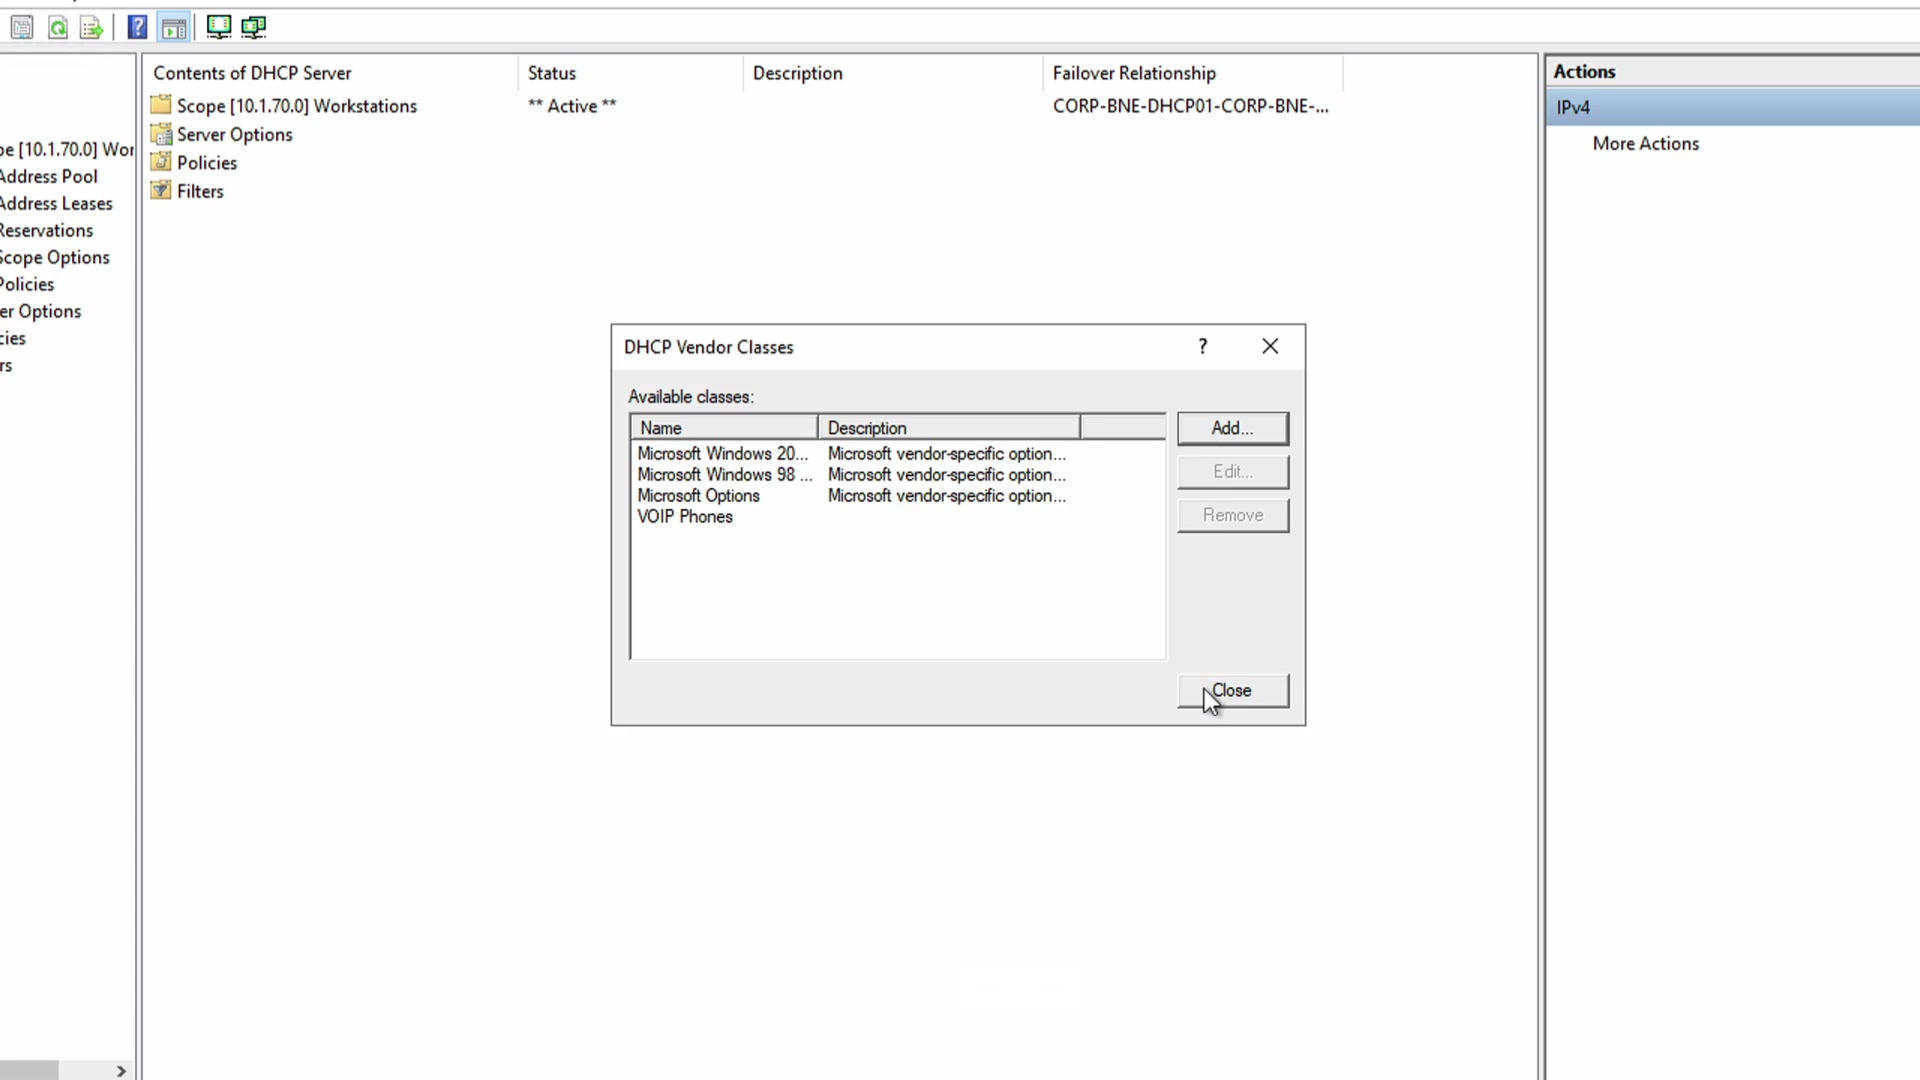 Contents of DHCP Server Status Description Failover Relationship
Scope [10.1.70.0] Workstations ** Active ** CORP-BNE-DHCP01-CORP-BNE-...
Server Options
Policies
Filters
pe [10.1.70.0] Wor
Address Pool
Address Leases
Reservations
Scope Options
Policies
er Options
cies
rs
DHCP Vendor Classes ?
Available classes:
Name Description
Microsoft Windows 20... Microsoft vendor-specific option...
Microsoft Windows 98 ... Microsoft vendor-specific option...
Microsoft Options Microsoft vendor-specific option...
VOIP Phones
Add...
Edit...
Remove
Close
Actions
IPv4
More Actions